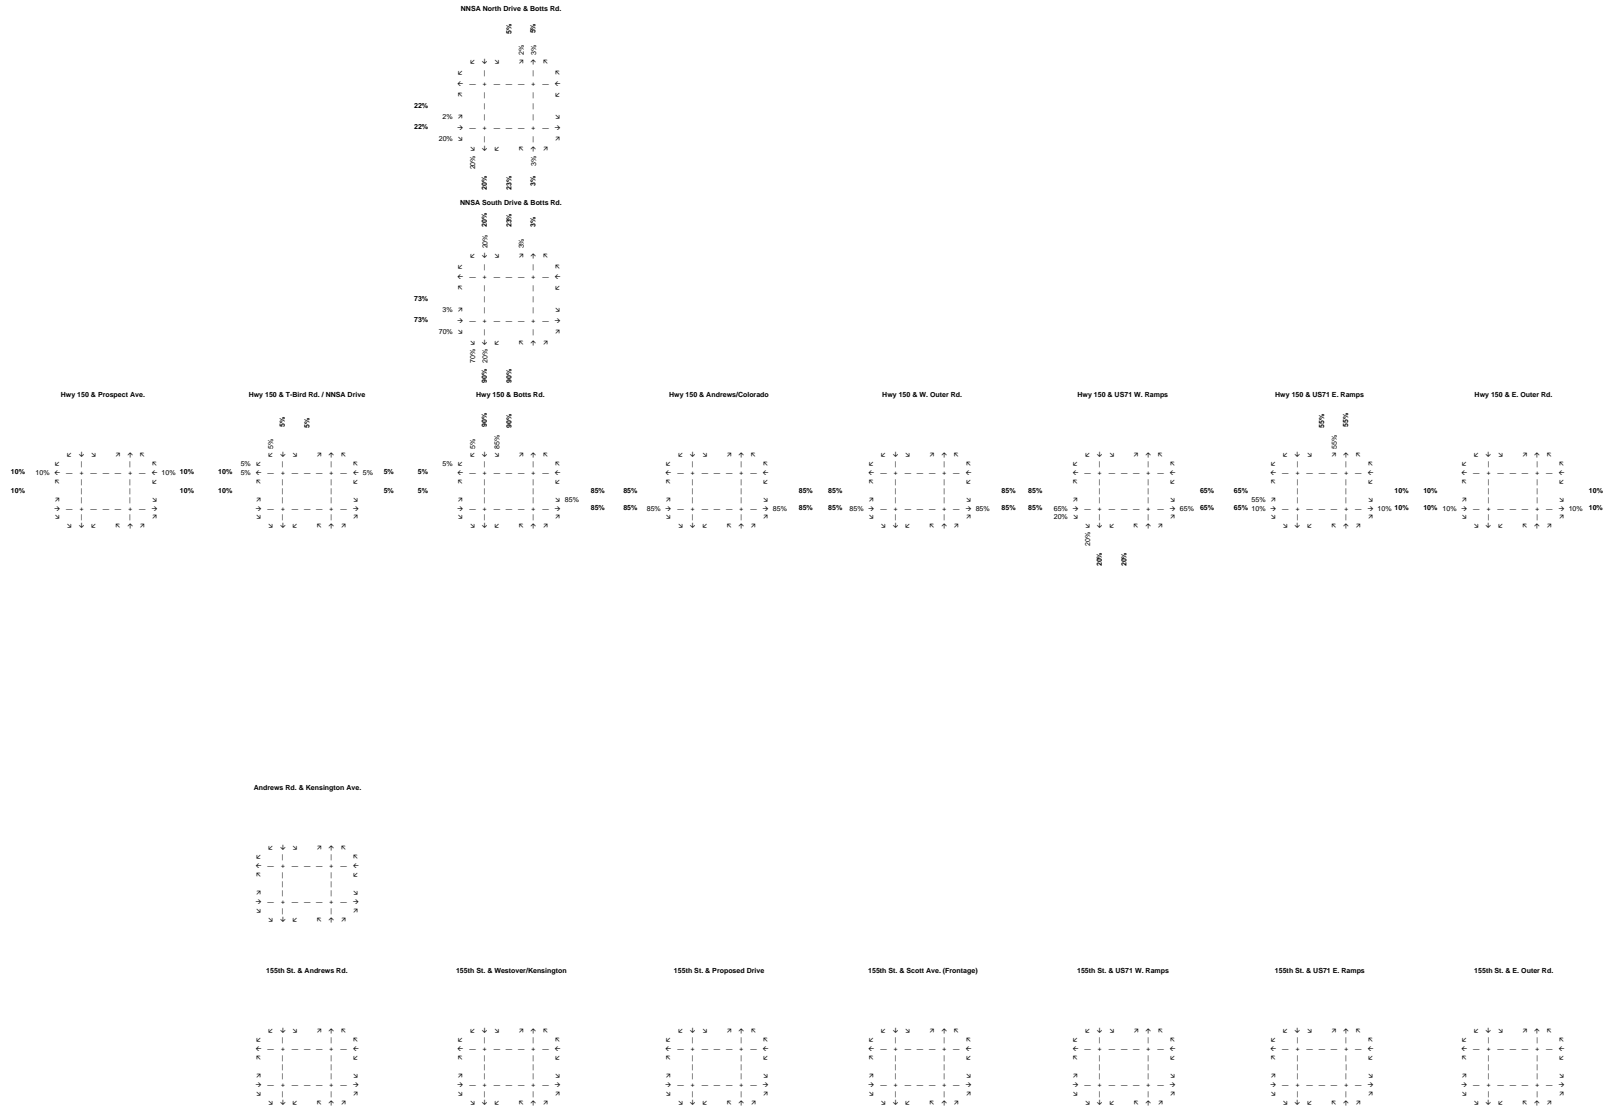 NNSA North Drive & Botts Rd.
5% 5%
2% 3%
22%
2%
22%
20%
20% 3%
20% 23% 3%
NNSA South Drive & Botts Rd.
20% 23% 3%
20% 3%
73%
3%
73%
70%
70% 20%
90% 90%
Hwy 150 & Prospect Ave. Hwy 150 & T-Bird Rd. / NNSA Drive Hwy 150 & Botts Rd. Hwy 150 & Andrews/Colorado Hwy 150 & W. Outer Rd. Hwy 150 & US71 W. Ramps Hwy 150 & US71 E. Ramps Hwy 150 & E. Outer Rd.
5% 5% 90% 90% 55% 55%
5% 5% 85% 55%
5% 5%
10% 10% 10% 10% 10% 5% 5% 5% 5%
10% 10% 10% 5% 5% 85% 85% 85% 85% 85% 85% 65% 65% 10% 10% 10%
55%
85%
85% 85% 85% 85% 85% 85% 85% 85% 85% 85% 65% 65% 65% 65% 10% 10% 10% 10% 10% 10% 10%
20%
20%
20% 20%
Andrews Rd. & Kensington Ave.
155th St. & Andrews Rd. 155th St. & Westover/Kensington 155th St. & Proposed Drive 155th St. & Scott Ave. (Frontage) 155th St. & US71 W. Ramps 155th St. & US71 E. Ramps 155th St. & E. Outer Rd.